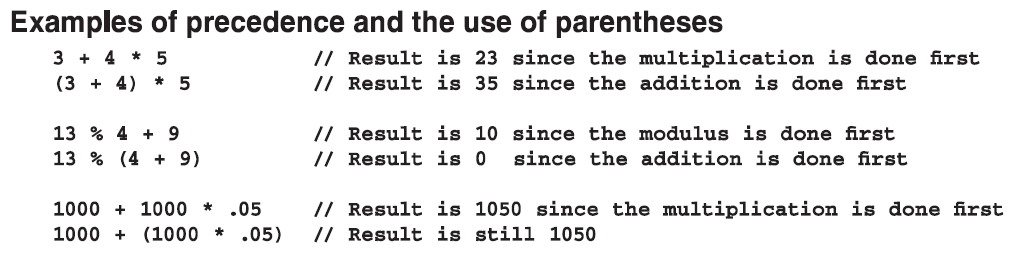 Examples of precedence and the use of parentheses
3 + 4 * 5 // Result is 23 since the multiplication is done first
(3 + 4) * 5 // Result is 35 since the addition is done first
13 % 4 + 9 // Result is 10 since the modulus is done first
13 % (4 + 9) // Result is 0 since the addition is done first
1000 + 1000 * .05 // Result is 1050 since the multiplication is done first
1000 + (1000 * .05) // Result is still 1050